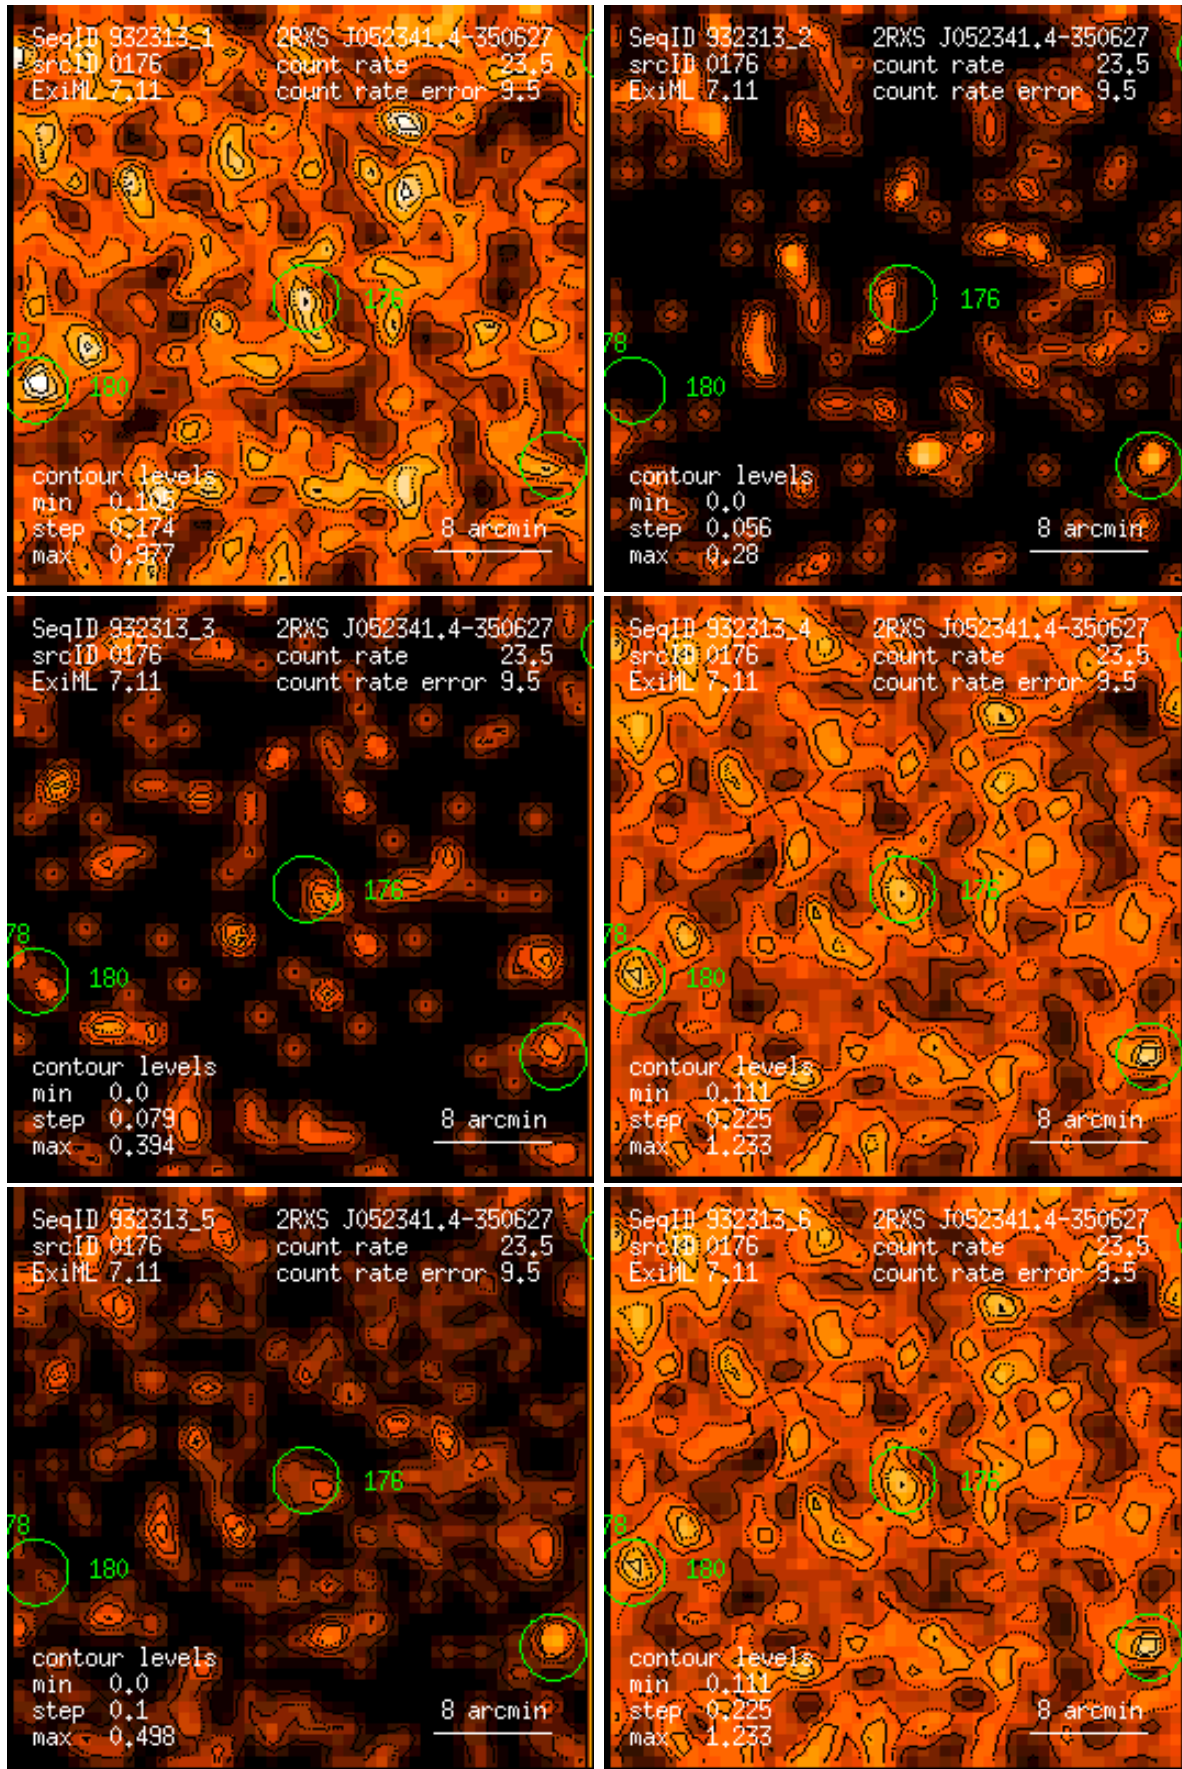 SeqID 932313_1 2RXS J052341.4-350627
srcID 0176 count rate 23.5
ExiML 7.11 count rate error 9.5
176
78
180
contour levels
min 0.105
step 0.174
max 0.977
8 arcmin
SeqID 932313_2 2RXS J052341.4-350627
srcID 0176 count rate 23.5
ExiML 7.11 count rate error 9.5
176
78
180
contour levels
min 0.0
step 0.056
max 0.28
8 arcmin
SeqID 932313_3 2RXS J052341.4-350627
srcID 0176 count rate 23.5
ExiML 7.11 count rate error 9.5
176
78
180
contour levels
min 0.0
step 0.079
max 0.394
8 arcmin
SeqID 932313_4 2RXS J052341.4-350627
srcID 0176 count rate 23.5
ExiML 7.11 count rate error 9.5
176
78
180
contour levels
min 0.111
step 0.225
max 1.233
8 arcmin
SeqID 932313_5 2RXS J052341.4-350627
srcID 0176 count rate 23.5
ExiML 7.11 count rate error 9.5
176
78
180
contour levels
min 0.0
step 0.1
max 0.498
8 arcmin
SeqID 932313_6 2RXS J052341.4-350627
srcID 0176 count rate 23.5
ExiML 7.11 count rate error 9.5
176
78
180
contour levels
min 0.111
step 0.225
max 1.233
8 arcmin